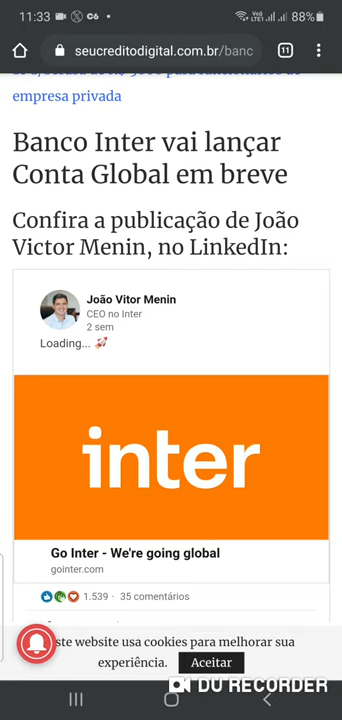 11:33
88%
seucreditodigital.com.br/banc
11
empresa privada
Banco Inter vai lançar
Conta Global em breve
Confira a publicação de João
Victor Menin, no LinkedIn:
João Vitor Menin
CEO no Inter
2 sem
Loading... 🚀
inter
Go Inter - We're going global
gointer.com
1.539 · 35 comentários
ste website usa cookies para melhorar sua
experiência. Aceitar
DU RECORDER